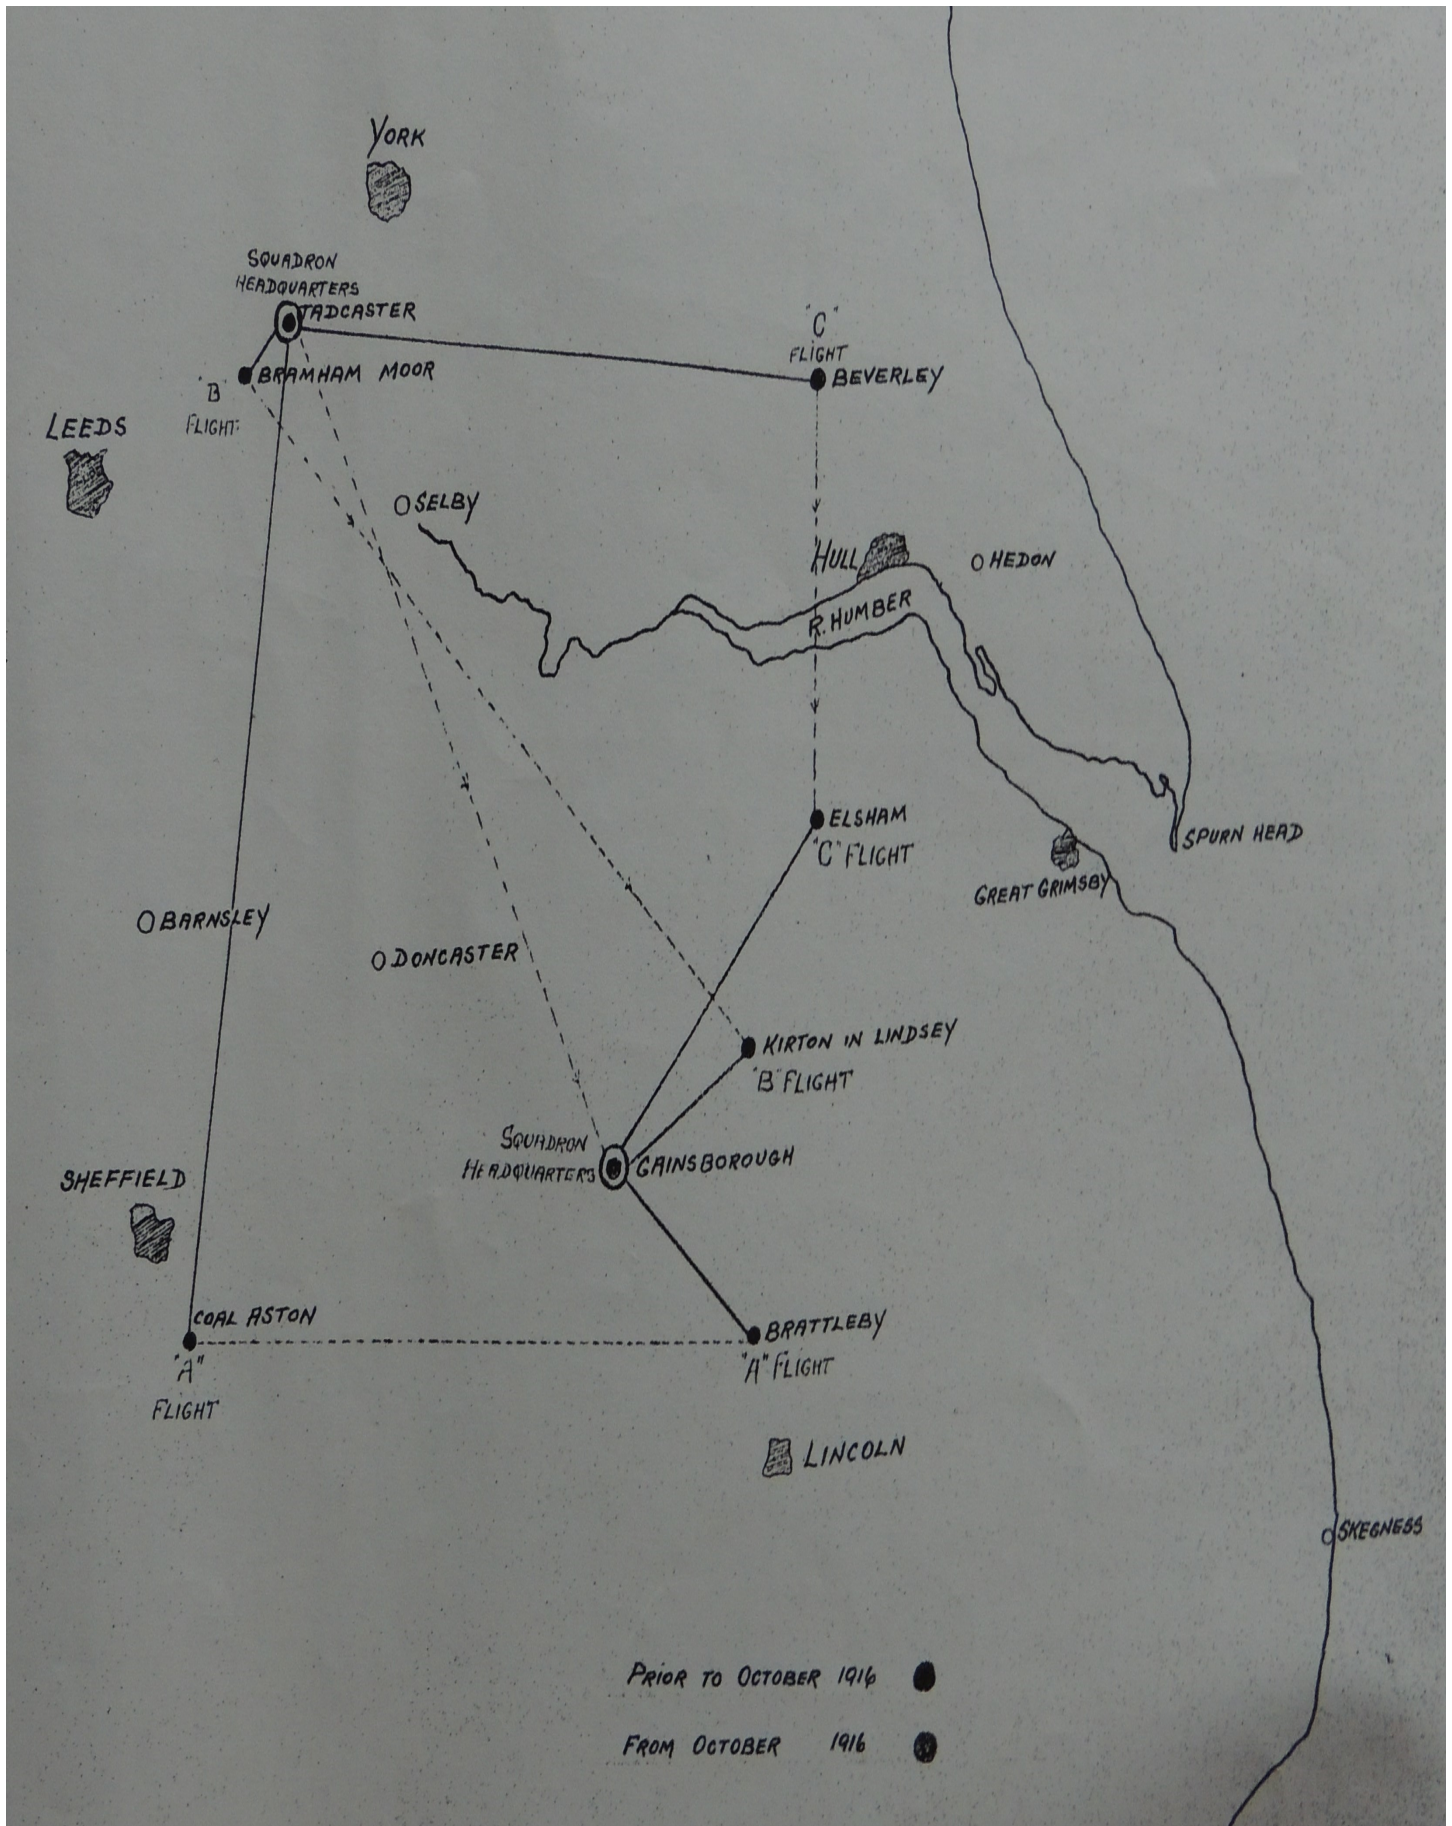 YORK
SQUADRON
HEADQUARTERS
TADCASTER
"C"
FLIGHT
BEVERLEY
BRAMHAM MOOR
"B"
FLIGHT
LEEDS
SELBY
HULL
HEDON
R. HUMBER
ELSHAM
"C" FLIGHT
SPURN HEAD
GREAT GRIMSBY
BARNSLEY
DONCASTER
KIRTON IN LINDSEY
"B" FLIGHT
SQUADRON
HEADQUARTERS
GAINSBOROUGH
SHEFFIELD
COAL ASTON
"A"
FLIGHT
BRATTLEBY
"A" FLIGHT
LINCOLN
SKEGNESS
PRIOR TO OCTOBER 1916
FROM OCTOBER 1916